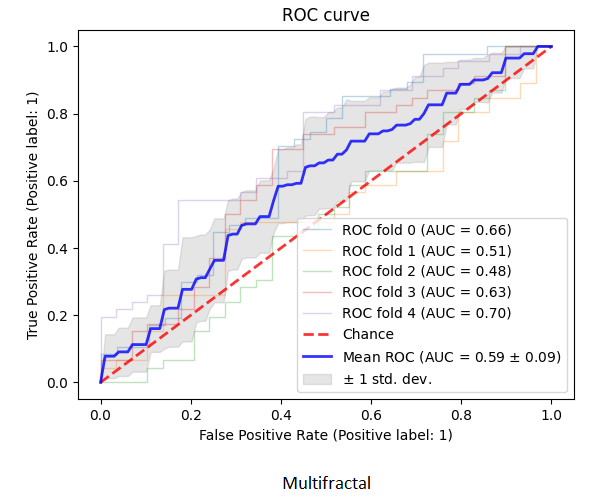 ROC curve
1.0
0.8
0.6
0.4
0.2
0.0
True Positive Rate (Positive label: 1)
ROC fold 0 (AUC = 0.66)
ROC fold 1 (AUC = 0.51)
ROC fold 2 (AUC = 0.48)
ROC fold 3 (AUC = 0.63)
ROC fold 4 (AUC = 0.70)
Chance
Mean ROC (AUC = 0.59 ± 0.09)
± 1 std. dev.
0.0 0.2 0.4 0.6 0.8 1.0
False Positive Rate (Positive label: 1)
Multifractal